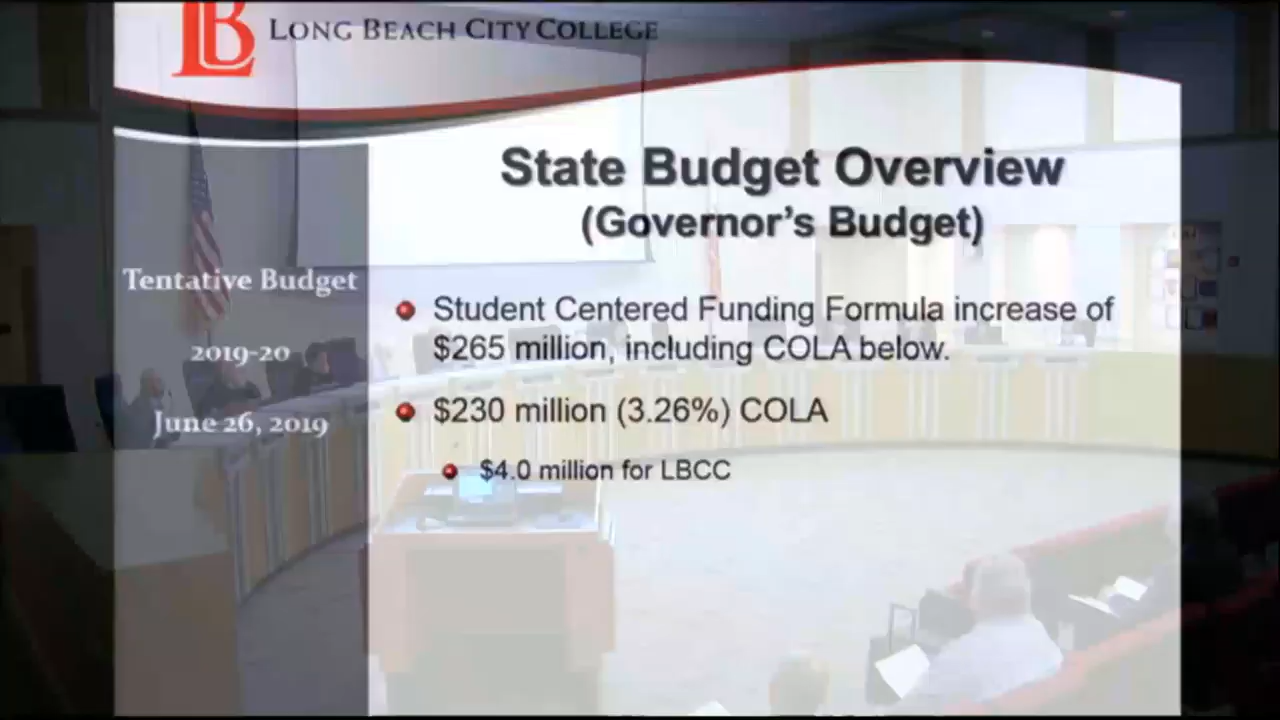 LB LONG BEACH CITY COLLEGE
State Budget Overview
(Governor's Budget)
Tentative Budget
2019-20
June 26, 2019
Student Centered Funding Formula increase of
$265 million, including COLA below.
$230 million (3.26%) COLA
$4.0 million for LBCC